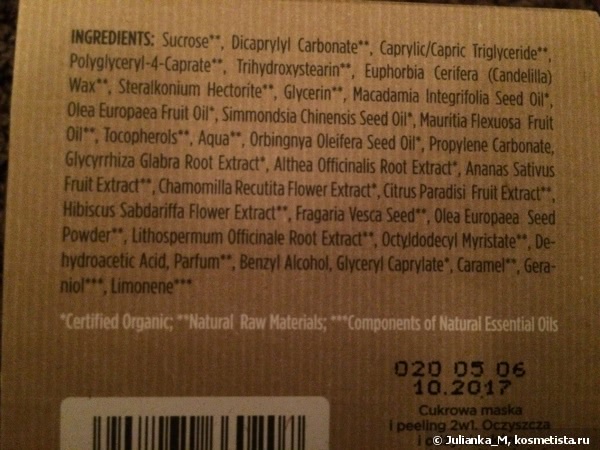 INGREDIENTS: Sucrose**, Dicaprylyl Carbonate**, Caprylic/Capric Triglyceride**,
Polyglyceryl-4-Caprate**, Trihydroxystearin**, Euphorbia Cerifera (Candelilla)
Wax**, Steralkonium Hectorite**, Glycerin**, Macadamia Integrifolia Seed Oil*,
Olea Europaea Fruit Oil*, Simmondsia Chinensis Seed Oil*, Mauritia Flexuosa Fruit
Oil**, Tocopherols**, Aqua**, Orbingnya Oleifera Seed Oil*, Propylene Carbonate,
Glycyrrhiza Glabra Root Extract*, Althea Officinalis Root Extract*, Ananas Sativus
Fruit Extract**, Chamomilla Recutita Flower Extract*, Citrus Paradisi Fruit Extract**,
Hibiscus Sabdariffa Flower Extract**, Fragaria Vesca Seed**, Olea Europaea Seed
Powder**, Lithospermum Officinale Root Extract**, Octyldodecyl Myristate**, De-
hydroacetic Acid, Parfum**, Benzyl Alcohol, Glyceryl Caprylate*, Caramel**, Gera-
niol***, Limonene***
*Certified Organic; **Natural Raw Materials; ***Components of Natural Essential Oils
020 05 06
10.2017
Cukrowa maska
i peeling 2w1. Oczyszcza
© Julianka_M, kosmetista.ru